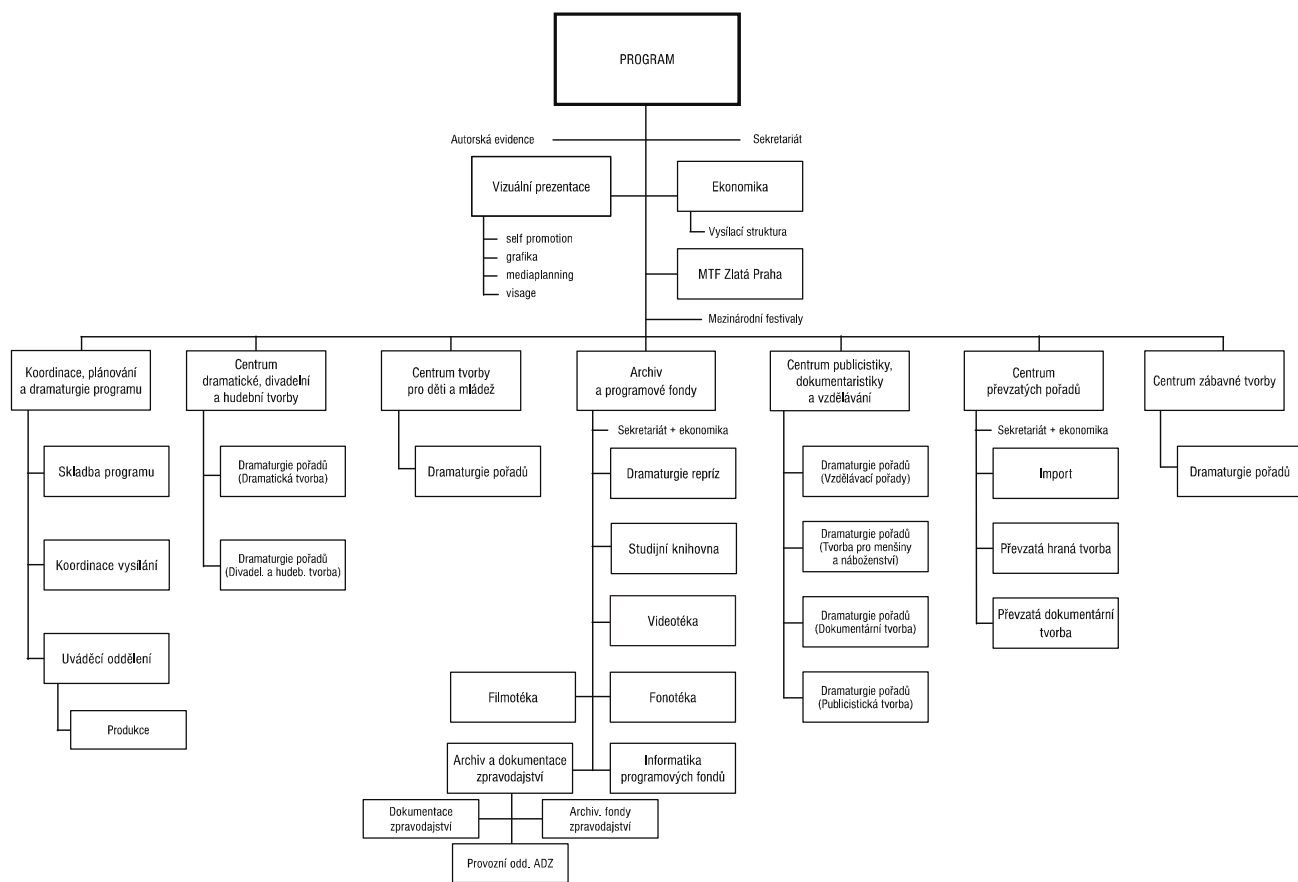 PROGRAM
Autorská evidence
Sekretariát
Vizuální prezentace
Ekonomika
self promotion
grafika
mediaplanning
visage
Vysílací struktura
MTF Zlatá Praha
Mezinárodní festivaly
Koordinace, plánování
a dramaturgie programu
Skladba programu
Koordinace vysílání
Uváděcí oddělení
Produkce
Centrum
dramatické, divadelní
a hudební tvorby
Dramaturgie pořadů
(Dramatická tvorba)
Dramaturgie pořadů
(Divadel. a hudeb. tvorba)
Centrum tvorby
pro děti a mládež
Dramaturgie pořadů
Archiv
a programové fondy
Sekretariát + ekonomika
Dramaturgie repríz
Studijní knihovna
Videotéka
Filmotéka
Fonotéka
Archiv a dokumentace
zpravodajství
Informatika
programových fondů
Dokumentace
zpravodajství
Archiv. fondy
zpravodajství
Provozní odd. ADZ
Centrum publicistiky,
dokumentaristiky
a vzdělávání
Dramaturgie pořadů
(Vzdělávací pořady)
Dramaturgie pořadů
(Tvorba pro menšiny
a náboženství)
Dramaturgie pořadů
(Dokumentární tvorba)
Dramaturgie pořadů
(Publicistická tvorba)
Centrum
převzatých pořadů
Sekretariát + ekonomika
Import
Převzatá hraná tvorba
Převzatá dokumentární
tvorba
Centrum zábavné tvorby
Dramaturgie pořadů